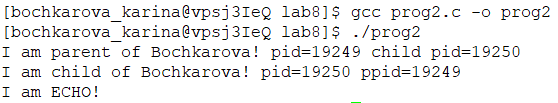 [bochkarova_karina@vpsj3IeQ lab8]$ gcc prog2.c -o prog2
[bochkarova_karina@vpsj3IeQ lab8]$ ./prog2
I am parent of Bochkarova! pid=19249 child pid=19250
I am child of Bochkarova! pid=19250 ppid=19249
I am ECHO!